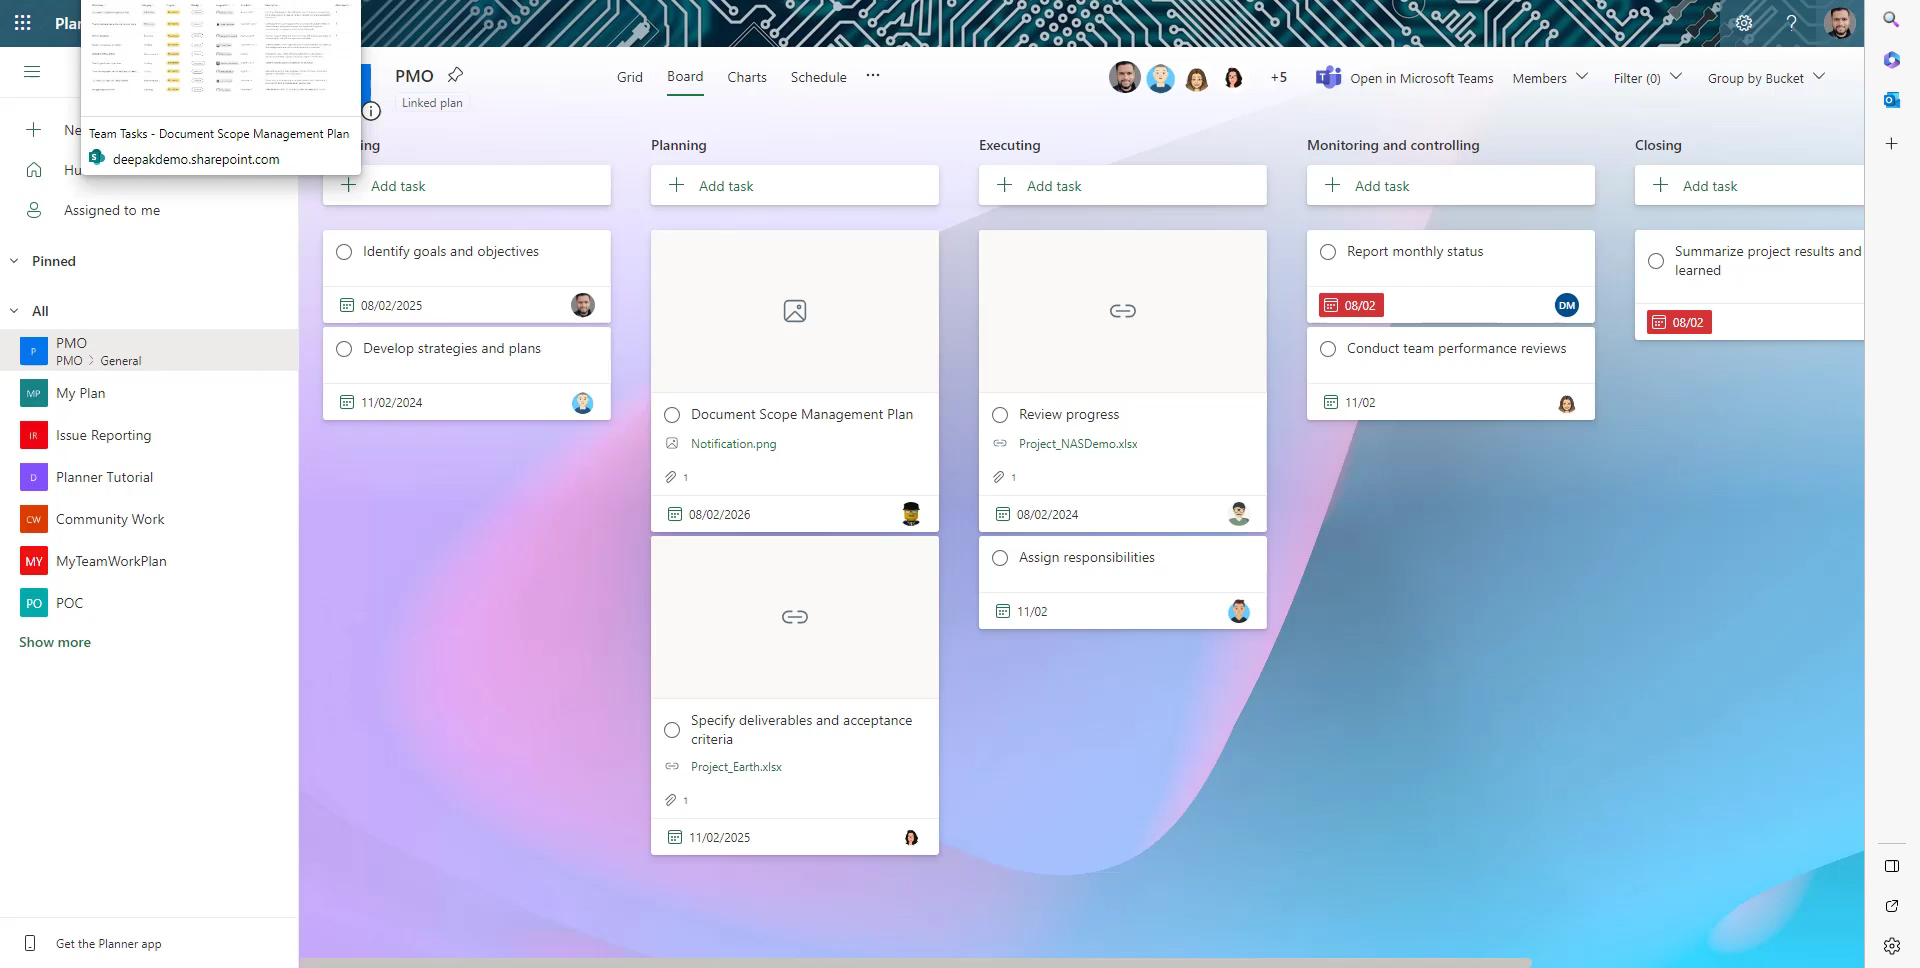 Plan
Team Tasks - Document Scope Management Plan
deepakdemo.sharepoint.com
PMO
Linked plan
Grid
Board
Charts
Schedule
+5
Open in Microsoft Teams
Members
Filter (0)
Group by Bucket
Ne
Hu
Assigned to me
Pinned
All
P
PMO
PMO > General
MP
My Plan
IR
Issue Reporting
D
Planner Tutorial
CW
Community Work
MY
MyTeamWorkPlan
PO
POC
Show more
Get the Planner app
ing
Add task
Identify goals and objectives
08/02/2025
Develop strategies and plans
11/02/2024
Planning
Add task
Document Scope Management Plan
Notification.png
1
08/02/2026
Specify deliverables and acceptance
criteria
Project_Earth.xlsx
1
11/02/2025
Executing
Add task
Review progress
Project_NASDemo.xlsx
1
08/02/2024
Assign responsibilities
11/02
Monitoring and controlling
Add task
Report monthly status
08/02
DM
Conduct team performance reviews
11/02
Closing
Add task
Summarize project results and
learned
08/02